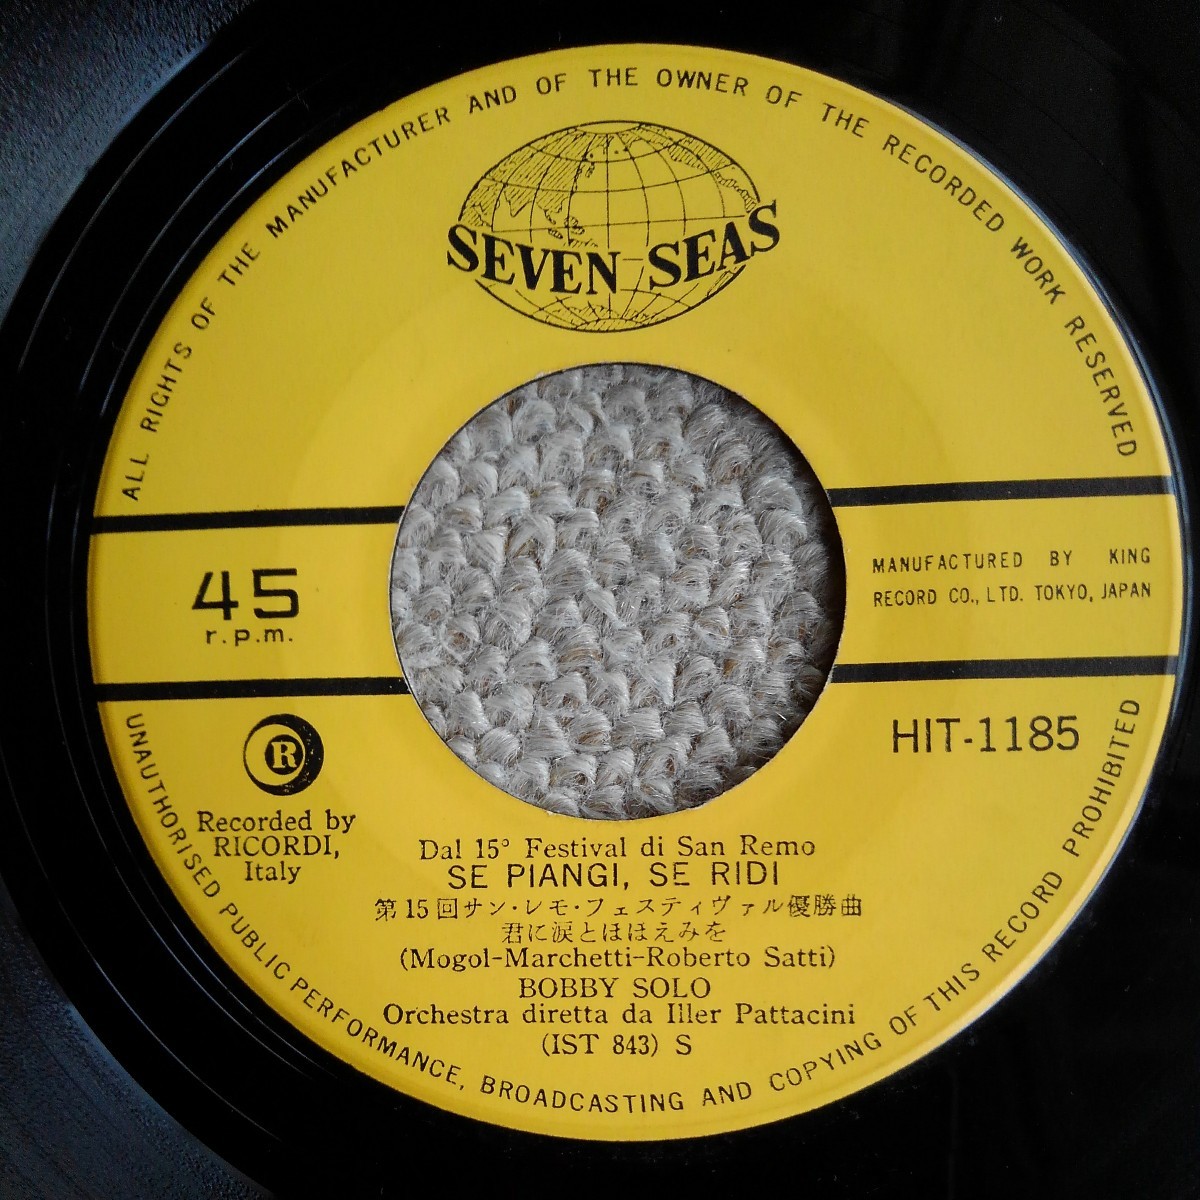 ALL RIGHTS OF THE MANUFACTURER AND OF THE OWNER OF THE RECORDED WORK RESERVED
SEVEN SEAS
45
r.p.m.
MANUFACTURED BY KING
RECORD CO., LTD. TOKYO, JAPAN
HIT-1185
R
Recorded by
RICORDI,
Italy
Dal 15° Festival di San Remo
SE PIANGI, SE RIDI
第15回サン・レモ・フェスティヴァル優勝曲
君に涙とほほえみを
(Mogol-Marchetti-Roberto Satti)
BOBBY SOLO
Orchestra diretta da Iller Pattacini
(IST 843) S
UNAUTHORISED PUBLIC PERFORMANCE, BROADCASTING AND COPYING OF THIS RECORD PROHIBITED